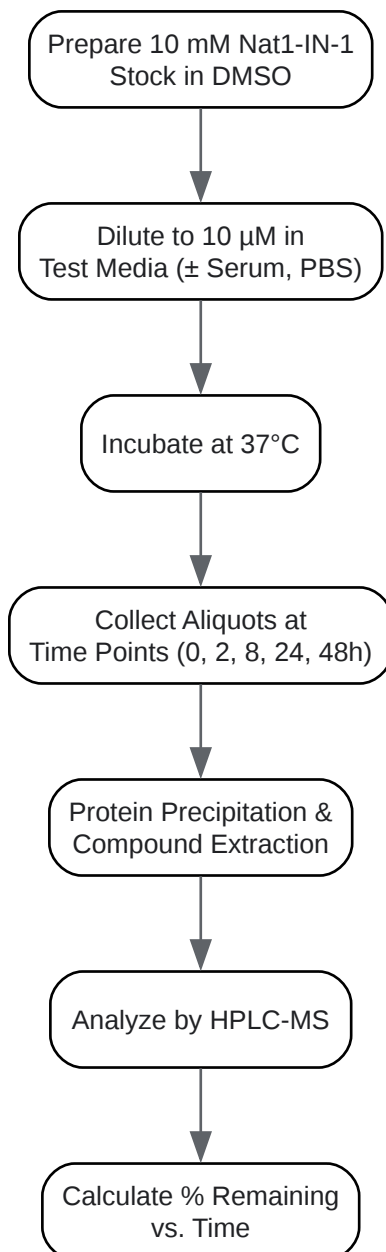 Prepare 10 mM Nat1-IN-1
Stock in DMSO
Dilute to 10 µM in
Test Media (± Serum, PBS)
Incubate at 37°C
Collect Aliquots at
Time Points (0, 2, 8, 24, 48h)
Protein Precipitation &
Compound Extraction
Analyze by HPLC-MS
Calculate % Remaining
vs. Time